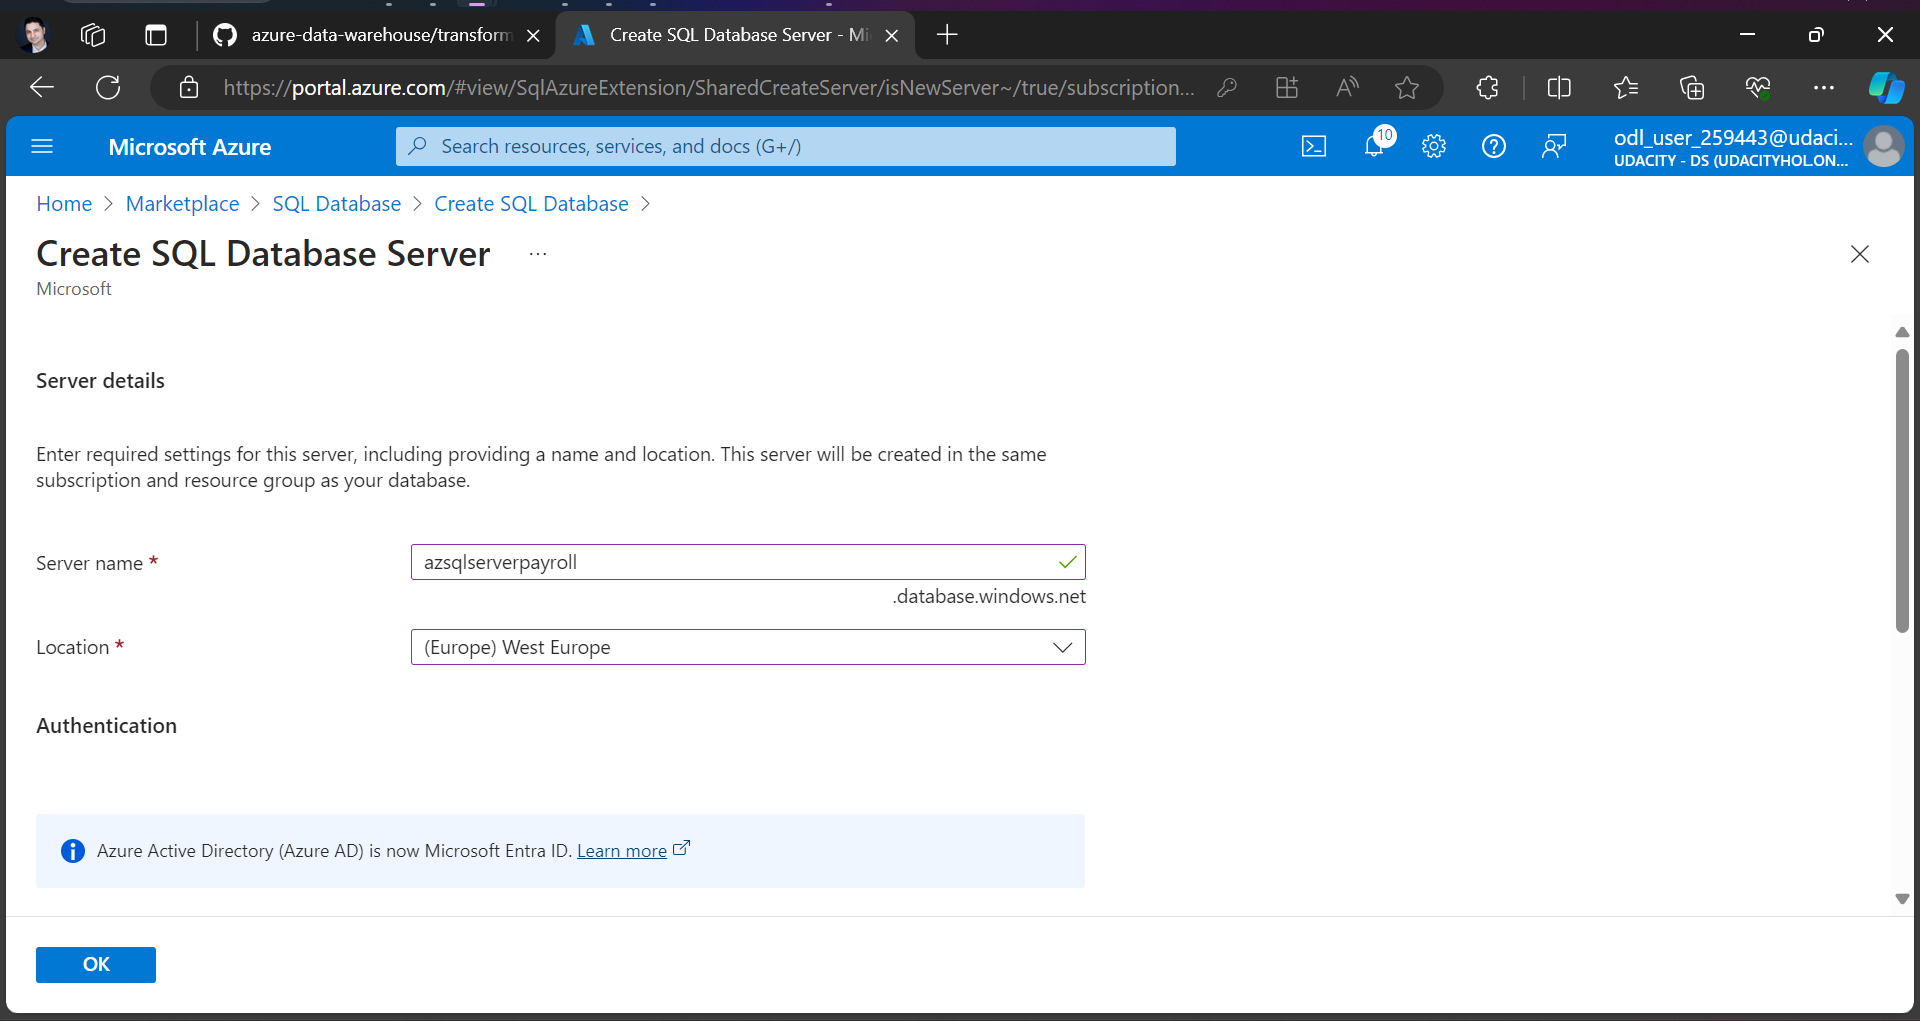 azure-data-warehouse/transform
Create SQL Database Server - Mi
https://portal.azure.com/#view/SqlAzureExtension/SharedCreateServer/isNewServer~/true/subscription...
Microsoft Azure
Search resources, services, and docs (G+/)
10
odl_user_259443@udaci...
UDACITY - DS (UDACITYHOL.ON...
Home > Marketplace > SQL Database > Create SQL Database >
Create SQL Database Server ...
Microsoft
Server details
Enter required settings for this server, including providing a name and location. This server will be created in the same
subscription and resource group as your database.
Server name *
azsqlserverpayroll
.database.windows.net
Location *
(Europe) West Europe
Authentication
Azure Active Directory (Azure AD) is now Microsoft Entra ID. Learn more
OK